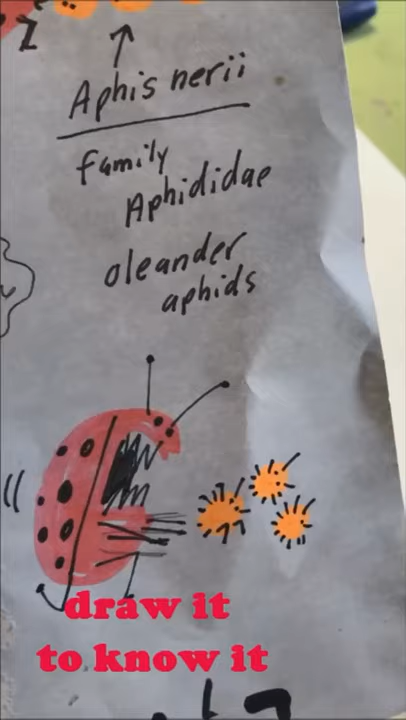 Aphis nerii
family
Aphididae
oleander
aphids
draw it
to know it